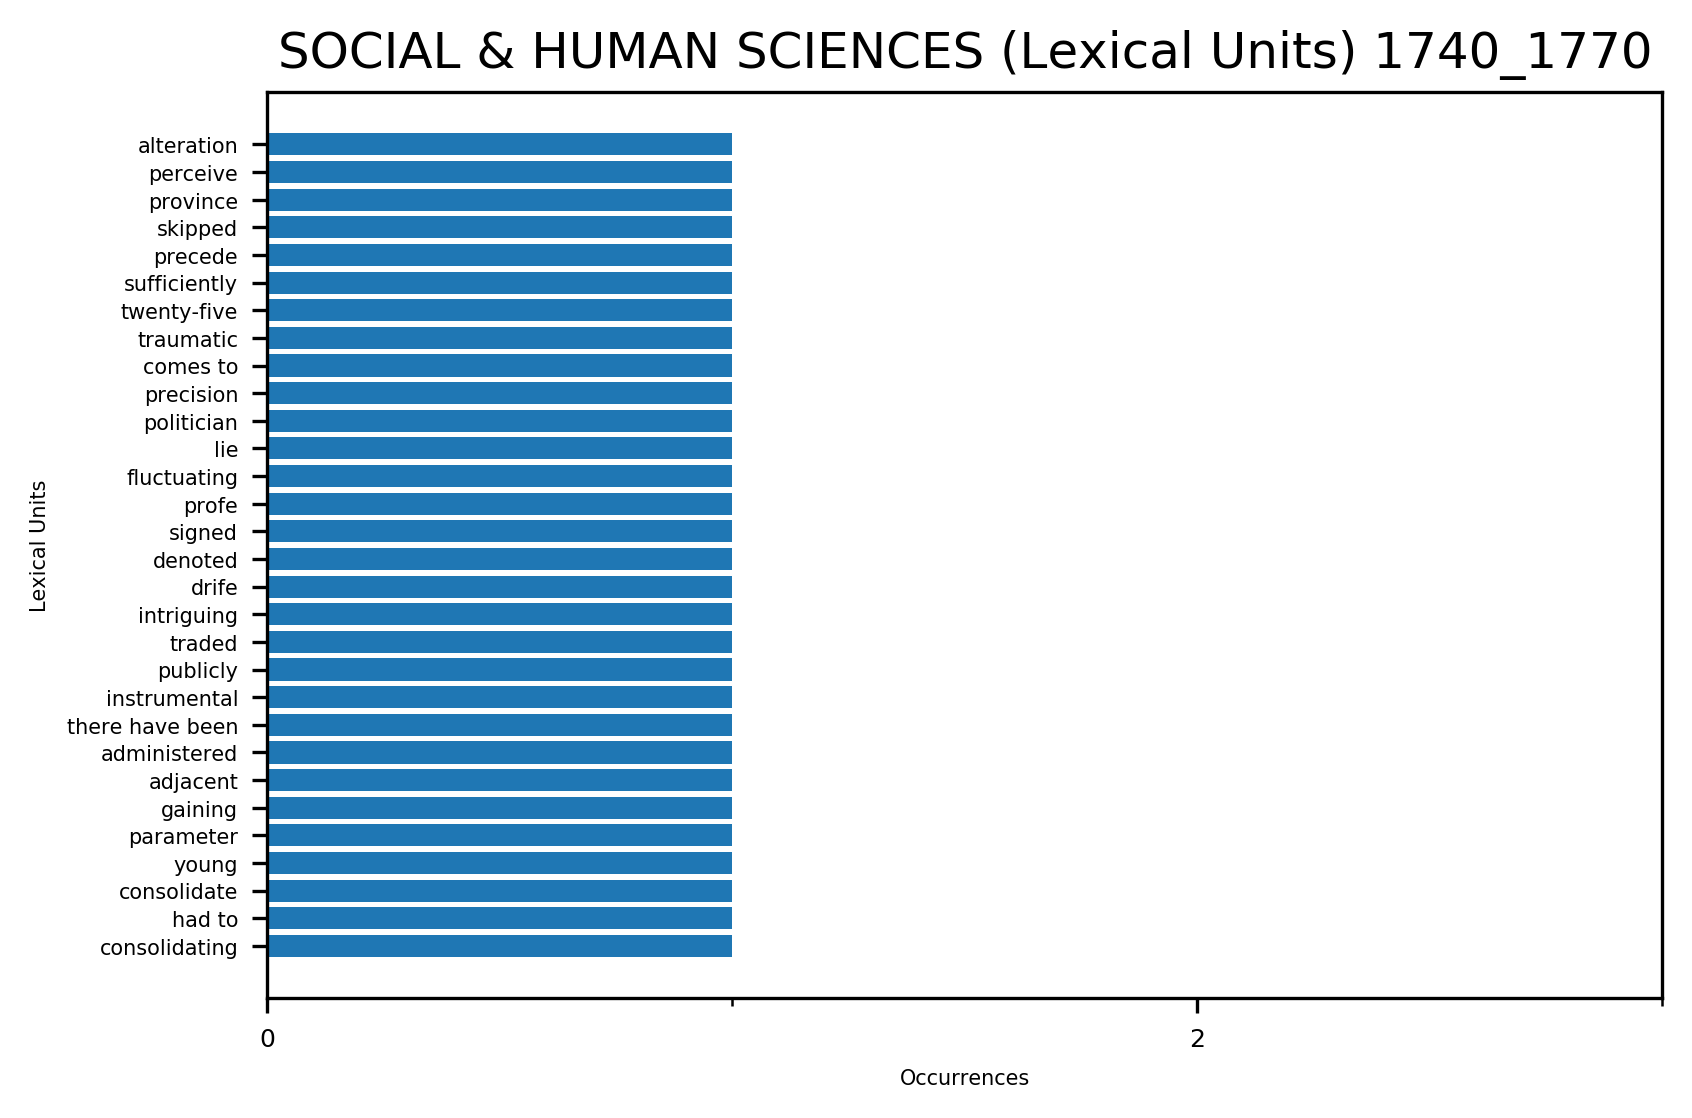 SOCIAL & HUMAN SCIENCES (Lexical Units) 1740_1770
alteration
perceive
province
skipped
precede
sufficiently
twenty-five
traumatic
comes to
precision
politician
lie
fluctuating
profe
signed
denoted
drife
intriguing
traded
publicly
instrumental
there have been
administered
adjacent
gaining
parameter
young
consolidate
had to
consolidating
Lexical Units
0 2
Occurrences